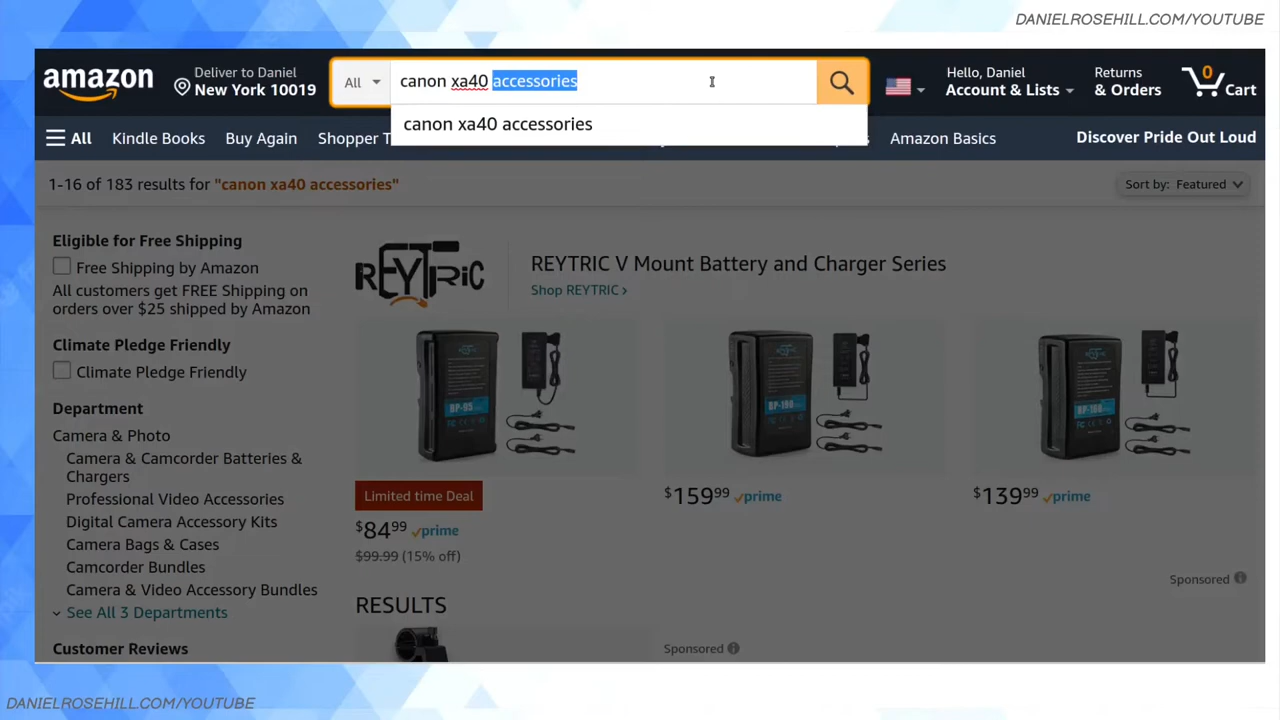 DANIELROSEHILL.COM/YOUTUBE
amazon
Deliver to Daniel
New York 10019
All
canon xa40 accessories
Hello, Daniel
Account & Lists
Returns
& Orders
0
Cart
canon xa40 accessories
All
Kindle Books
Buy Again
Shopper T
Amazon Basics
Discover Pride Out Loud
1-16 of 183 results for "canon xa40 accessories"
Sort by: Featured
Eligible for Free Shipping
Free Shipping by Amazon
All customers get FREE Shipping on
orders over $25 shipped by Amazon
Climate Pledge Friendly
Climate Pledge Friendly
Department
Camera & Photo
Camera & Camcorder Batteries &
Chargers
Professional Video Accessories
Digital Camera Accessory Kits
Camera Bags & Cases
Camcorder Bundles
Camera & Video Accessory Bundles
See All 3 Departments
Customer Reviews
REYTRIC
REYTRIC V Mount Battery and Charger Series
Shop REYTRIC ›
BP-95
BP-190
BP-160
Limited time Deal
$84.99 prime
$99.99 (15% off)
$159.99 prime
$139.99 prime
Sponsored
RESULTS
Sponsored
DANIELROSEHILL.COM/YOUTUBE